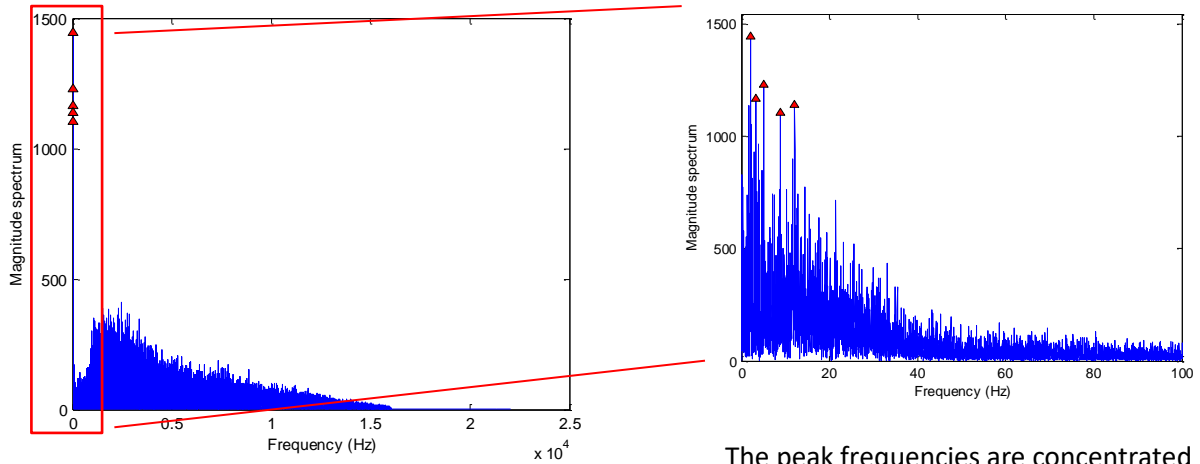 1500
1000
500
0
Magnitude spectrum
0 0.5 1 1.5 2 2.5
Frequency (Hz)
x 10^4
1500
1000
500
0
Magnitude spectrum
0 20 40 60 80 100
Frequency (Hz)
The peak frequencies are concentrated